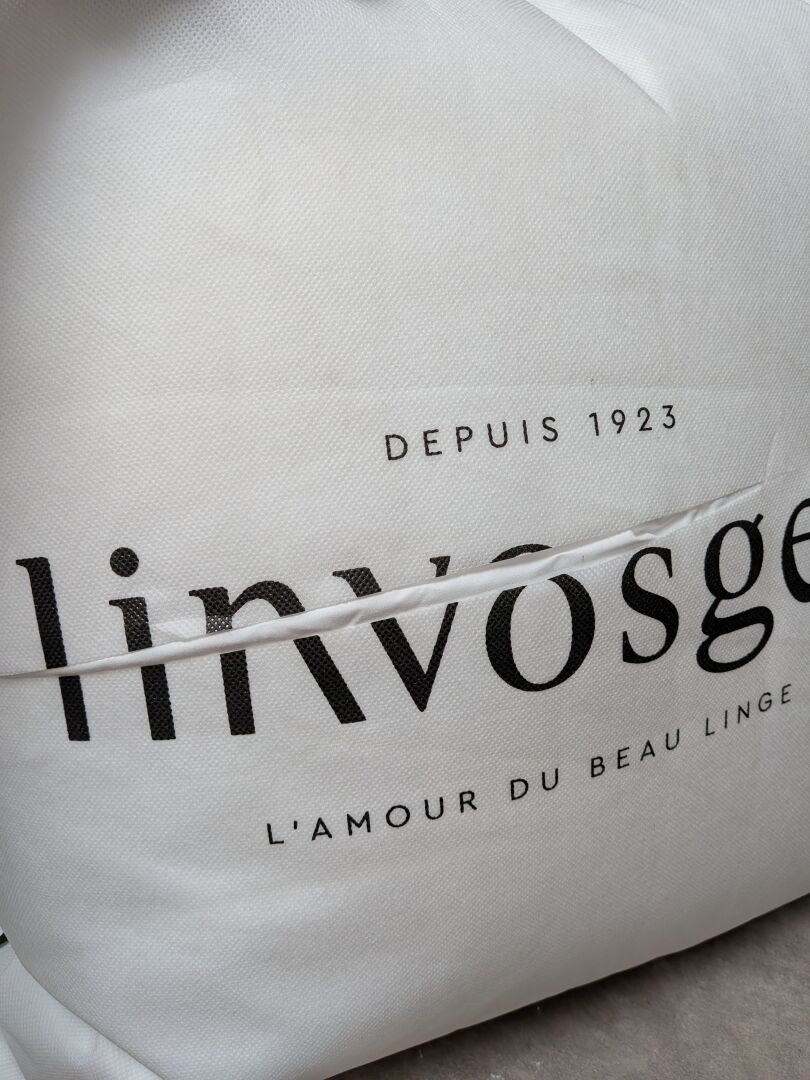 DEPUIS 1923
linvosge
L'AMOUR DU BEAU LINGE